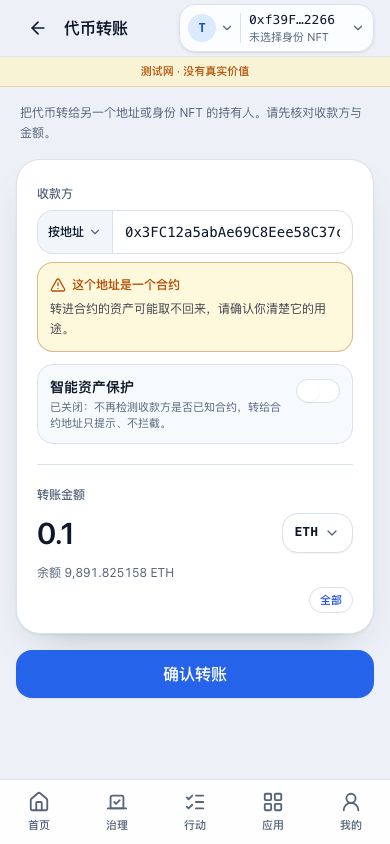 代币转账
T
0xf39F...2266
未选择身份 NFT
测试网 · 没有真实价值
把代币转给另一个地址或身份 NFT 的持有人。请先核对收款方与
金额。
收款方
按地址
0x3FC12a5abAe69C8Eee58C37
这个地址是一个合约
转进合约的资产可能取不回来，请确认你清楚它的用
途。
智能资产保护
已关闭：不再检测收款方是否已知合约，转给合
约地址只提示、不拦截。
转账金额
0.1
ETH
余额 9,891.825158 ETH
全部
确认转账
首页
治理
行动
应用
我的